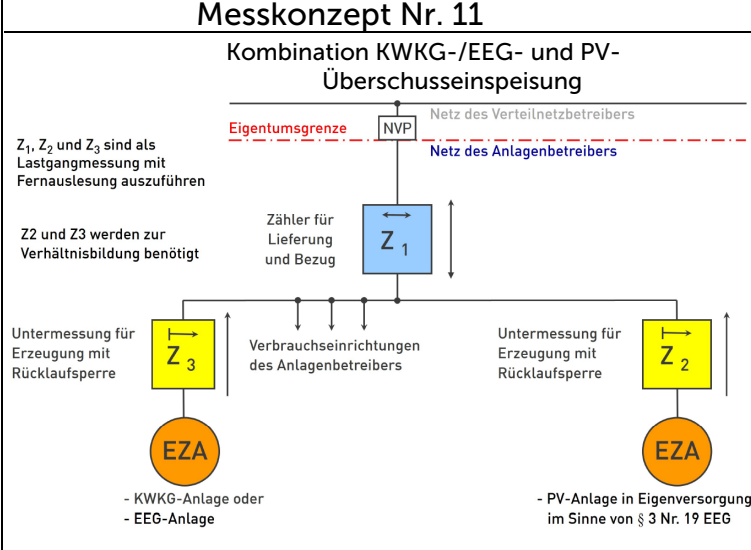 Messkonzept Nr. 11
Kombination KWKG-/EEG- und PV-
Überschusseinspeisung
Netz des Verteilnetzbetreibers
Eigentumsgrenze
NVP
Netz des Anlagenbetreibers
Z1, Z2 und Z3 sind als
Lastgangmessung mit
Fernauslesung auszuführen
Z2 und Z3 werden zur
Verhältnisbildung benötigt
Zähler für
Lieferung
und Bezug
Z 1
Untermessung für
Erzeugung mit
Rücklaufsperre
Z 3
Verbrauchseinrichtungen
des Anlagenbetreibers
Untermessung für
Erzeugung mit
Rücklaufsperre
Z 2
EZA
EZA
- KWKG-Anlage oder
- EEG-Anlage
- PV-Anlage in Eigenversorgung
im Sinne von § 3 Nr. 19 EEG